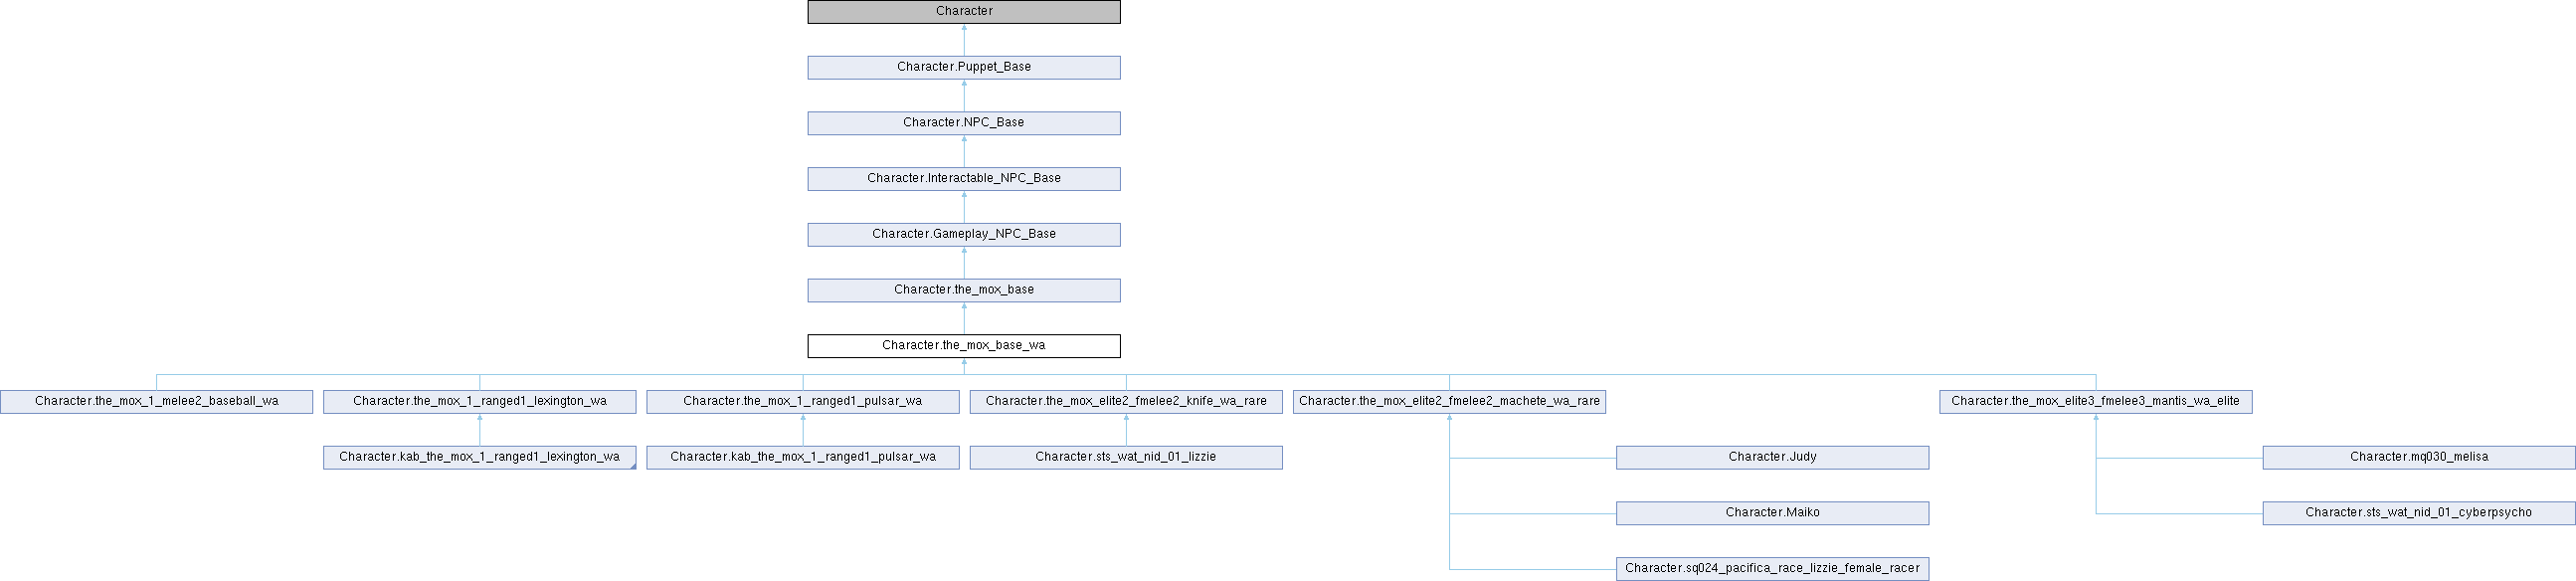 Character
Character.Puppet_Base
Character.NPC_Base
Character.Interactable_NPC_Base
Character.Gameplay_NPC_Base
Character.the_mox_base
Character.the_mox_base_wa
Character.the_mox_1_melee2_baseball_wa
Character.the_mox_1_ranged1_lexington_wa
Character.the_mox_1_ranged1_pulsar_wa
Character.the_mox_elite2_fmelee2_knife_wa_rare
Character.the_mox_elite2_fmelee2_machete_wa_rare
Character.the_mox_elite3_fmelee3_mantis_wa_elite
Character.kab_the_mox_1_ranged1_lexington_wa
Character.kab_the_mox_1_ranged1_pulsar_wa
Character.sts_wat_nid_01_lizzie
Character.Judy
Character.mq030_melisa
Character.Maiko
Character.sts_wat_nid_01_cyberpsycho
Character.sq024_pacifica_race_lizzie_female_racer